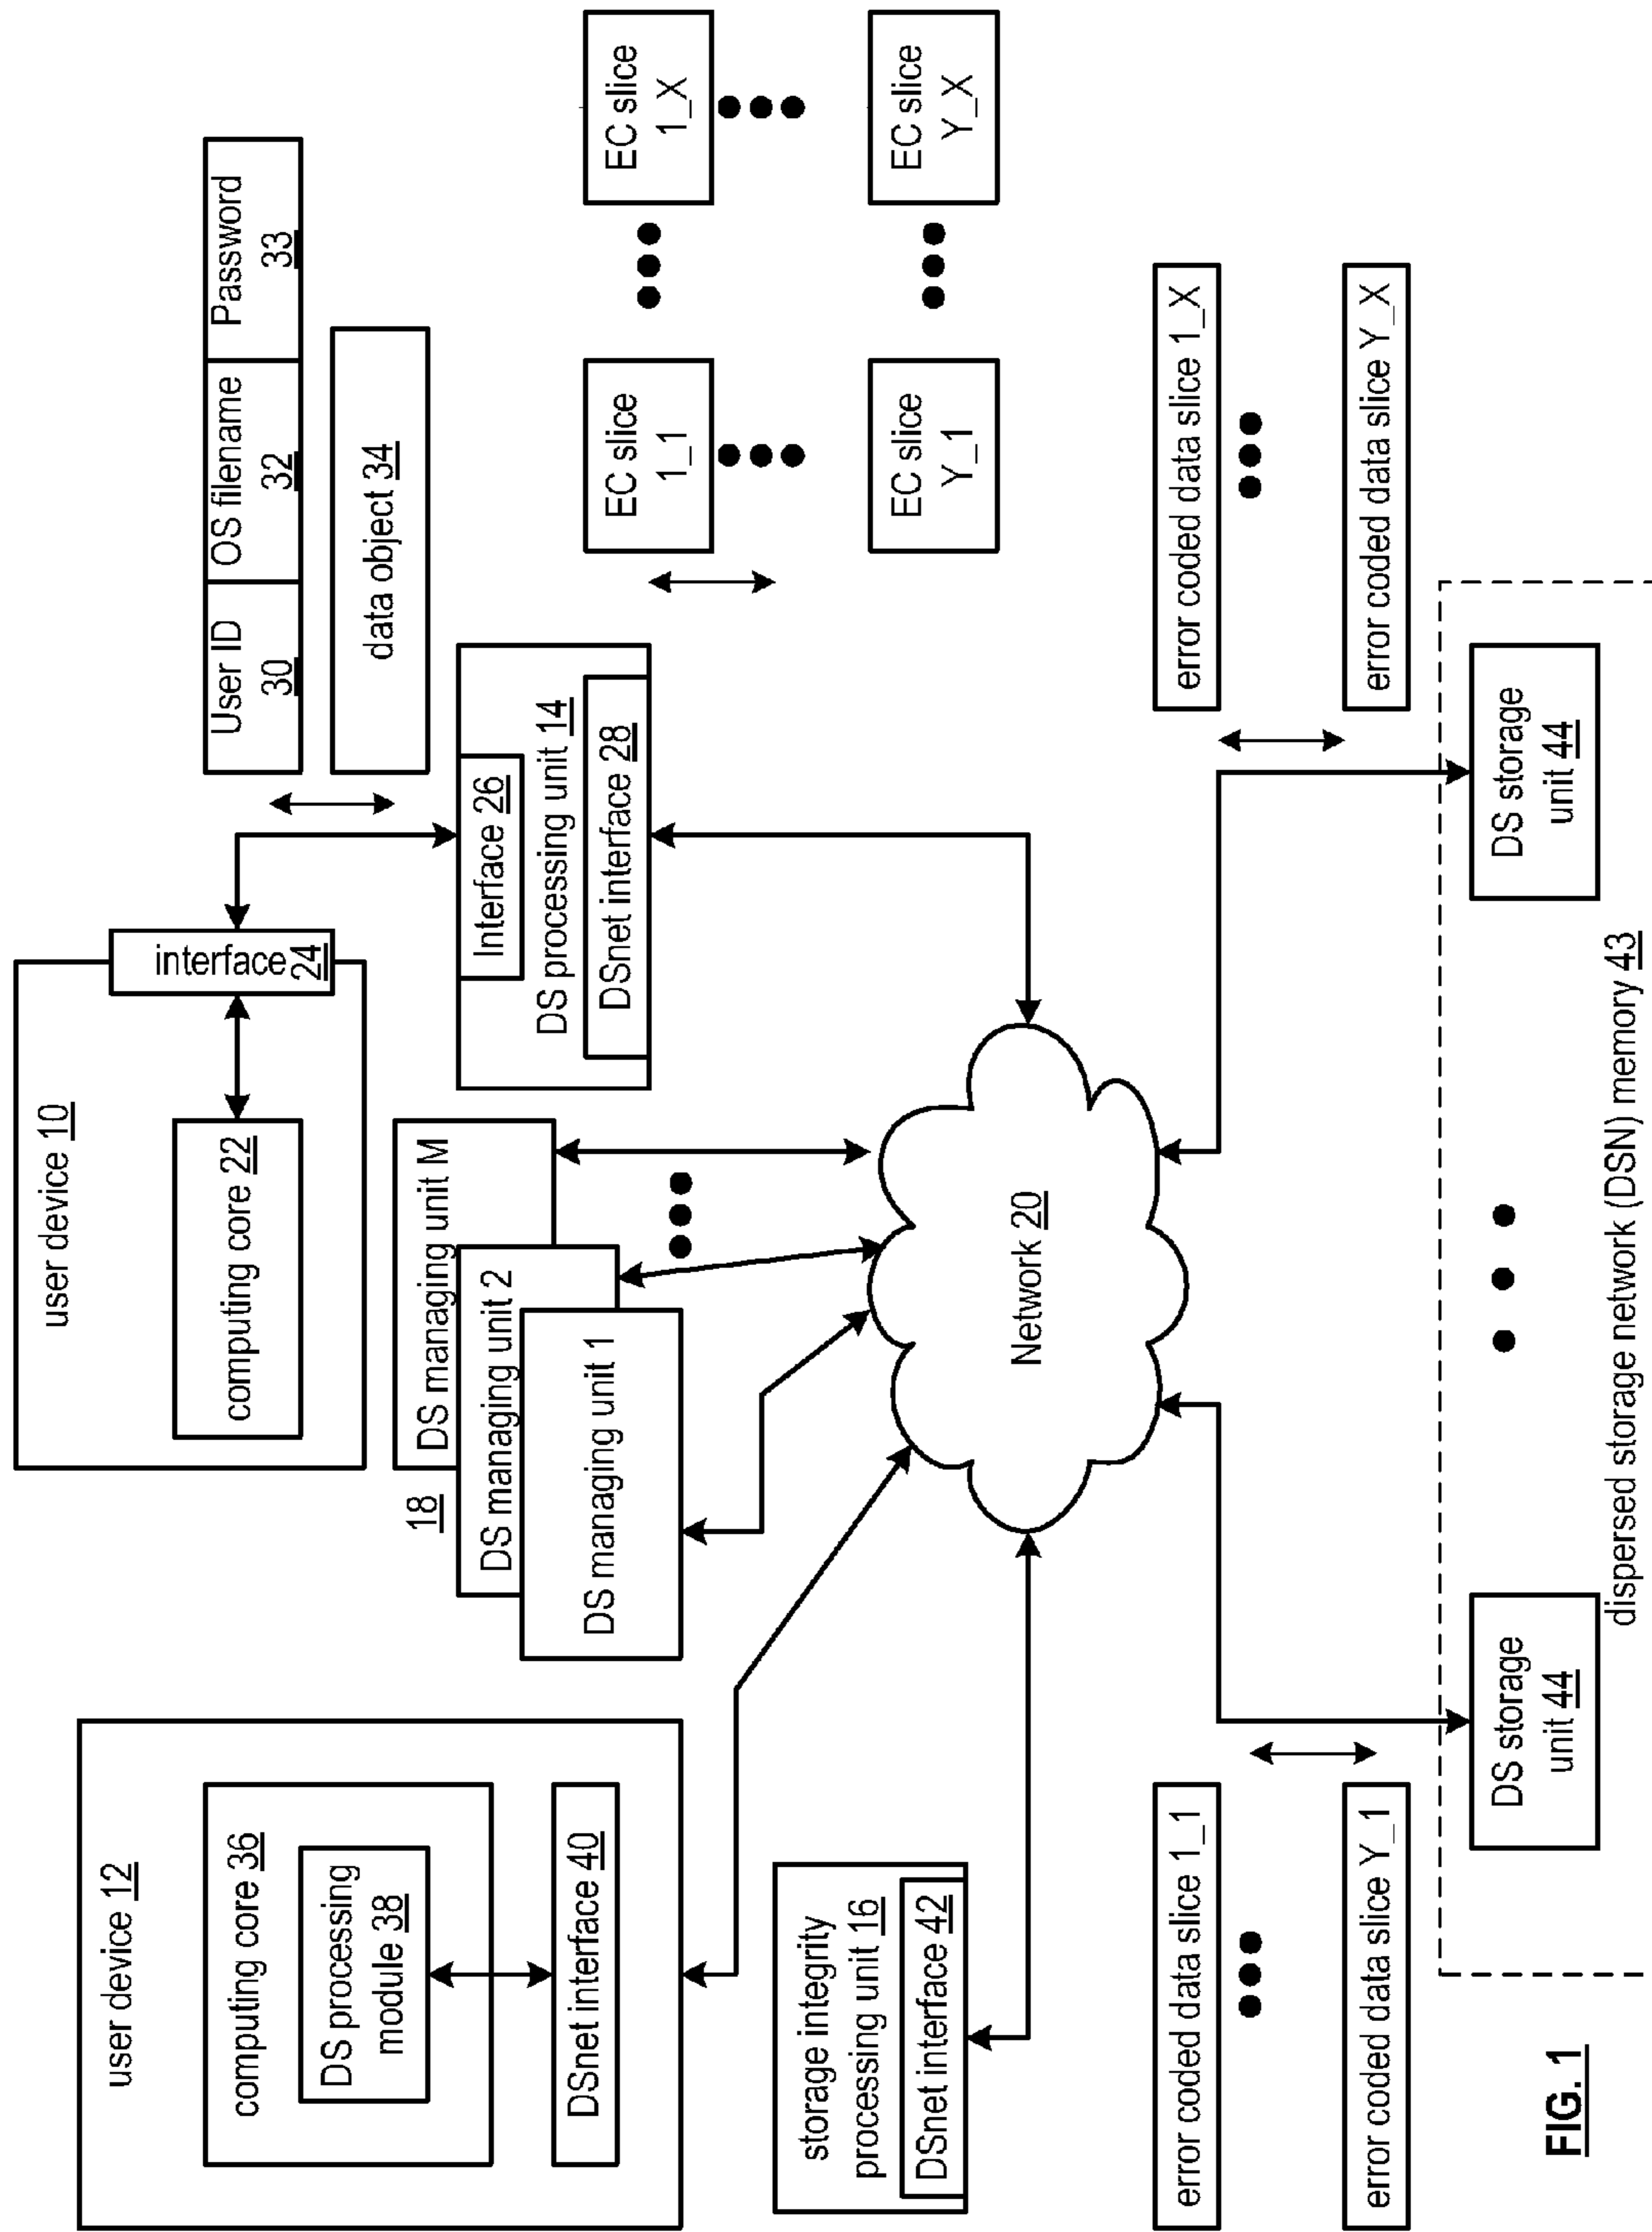 user device 12
computing core 36
DS processing
module 38
DSnet interface 40
user device 10
computing core 22
interface
24
User ID
30
OS filename
32
Password
33
data object 34
18
DS managing unit M
DS managing unit 2
DS managing unit 1
Interface 26
DS processing unit 14
DSnet interface 28
EC slice
1_1
EC slice
1_X
EC slice
Y_1
EC slice
Y_X
storage integrity
processing unit 16
DSnet interface 42
Network 20
error coded data slice 1_1
error coded data slice Y_1
error coded data slice 1_X
error coded data slice Y_X
DS storage
unit 44
DS storage
unit 44
dispersed storage network (DSN) memory 43
FIG. 1